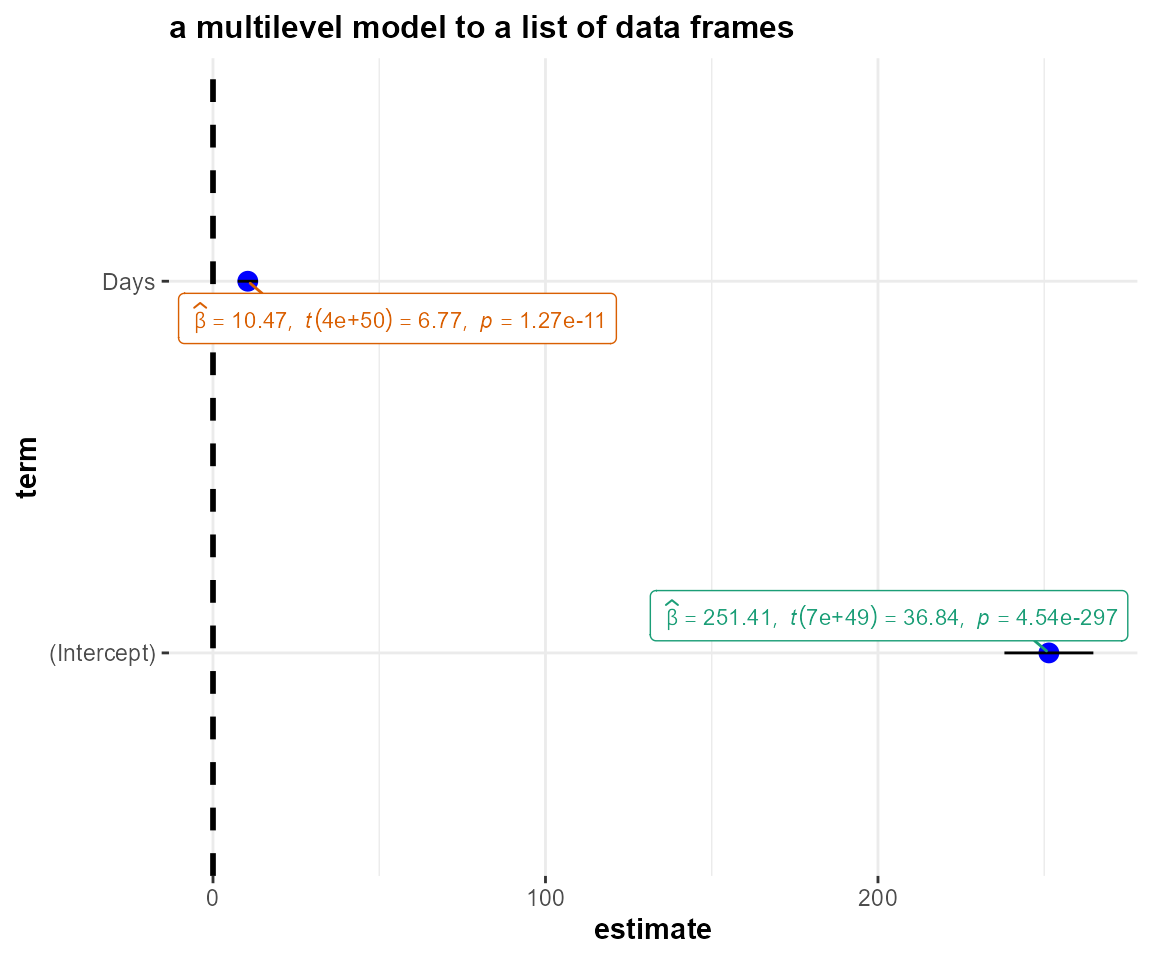 a multilevel model to a list of data frames
term
Days
β̂ = 10.47, t(4e+50) = 6.77, p = 1.27e-11
β̂ = 251.41, t(7e+49) = 36.84, p = 4.54e-297
(Intercept)
0 100 200
estimate